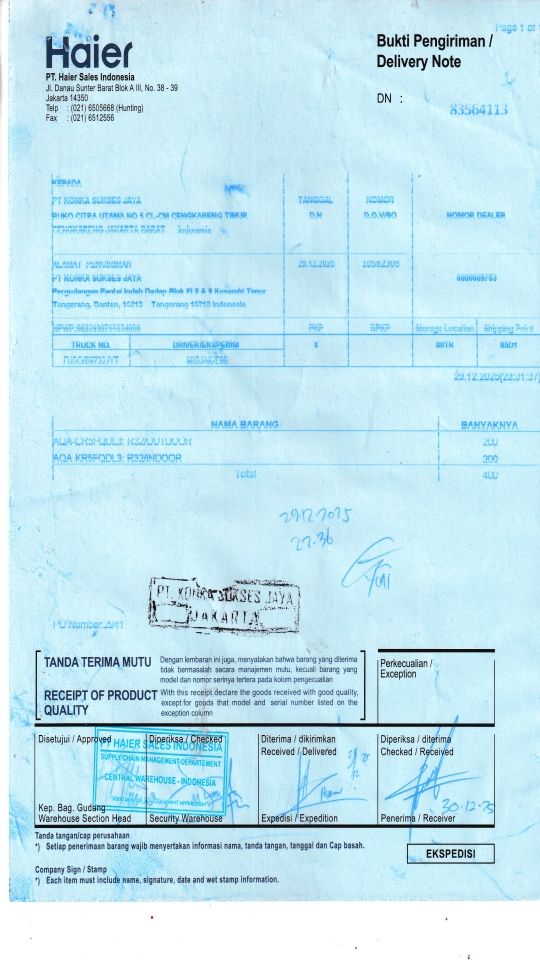 Page 1 of
Haier
PT. Haier Sales Indonesia
Jl. Danau Sunter Barat Blok A III, No. 38 - 39
Jakarta 14350
Telp : (021) 6505668 (Hunting)
Fax : (021) 6512556
Bukti Pengiriman /
Delivery Note
DN :
83564113
KEPADA
PT KONKA SUKSES JAYA
RUKO CITRA UTAMA NO 5 CL-CM CENGKARENG TIMUR
CENGKARENG JAKARTA BARAT Indonesia
TANGGAL
D.N
NOMOR
D.O.V/SO
NOMOR DEALER
ALAMAT PENGIRIMAN
PT KONKA SUKSES JAYA
Pergudangan Pantai Indah Dadap Blok Kosambi Timur
Tangerang, Banten, 15213 Tangerang 15213 Indonesia
29.12.2025
NPWP:
PKP
RPKP
Storage Location
Shipping Point
TRUCK NO.
DRIVER/EKSPEDISI
X
29.12.2025(23:01:37)
NAMA BARANG
BANYAKNYA
AQA-CR5FQDL3: R32/OUTDOOR
200
AQA KR5FQDL3: R32/INDOOR
200
Total
400
29.12.2025
22.36
PT. KONKA SUKSES JAYA
JAKARTA
PO Number:2941
TANDA TERIMA MUTU
Dengan lembaran ini juga, menyatakan bahwa barang yang diterima
tidak bermasalah secara manajemen mutu, kecuali barang yang
model dan nomor serinya tertera pada kolom pengecualian
RECEIPT OF PRODUCT
QUALITY
With this receipt declare the goods received with good quality,
except for goods that model and serial number listed on the
exception column
Perkecualian /
Exception
Disetujui / Approved
Diperiksa / Checked
Diterima / dikirimkan
Received / Delivered
Diperiksa / diterima
Checked / Received
PT HAIER SALES INDONESIA
SUPPLY CHAIN MANAGEMENT DEPARTEMENT
CENTRAL WAREHOUSE - INDONESIA
30-12-25
Kep. Bag. Gudang
Warehouse Section Head
Security Warehouse
Expedisi / Expedition
Penerima / Receiver
Tanda tangan/cap perusahaan
*) Setiap penerimaan barang wajib menyertakan informasi nama, tanda tangan, tanggal dan Cap basah.
EKSPEDISI
Company Sign / Stamp
*) Each item must include name, signature, date and wet stamp information.